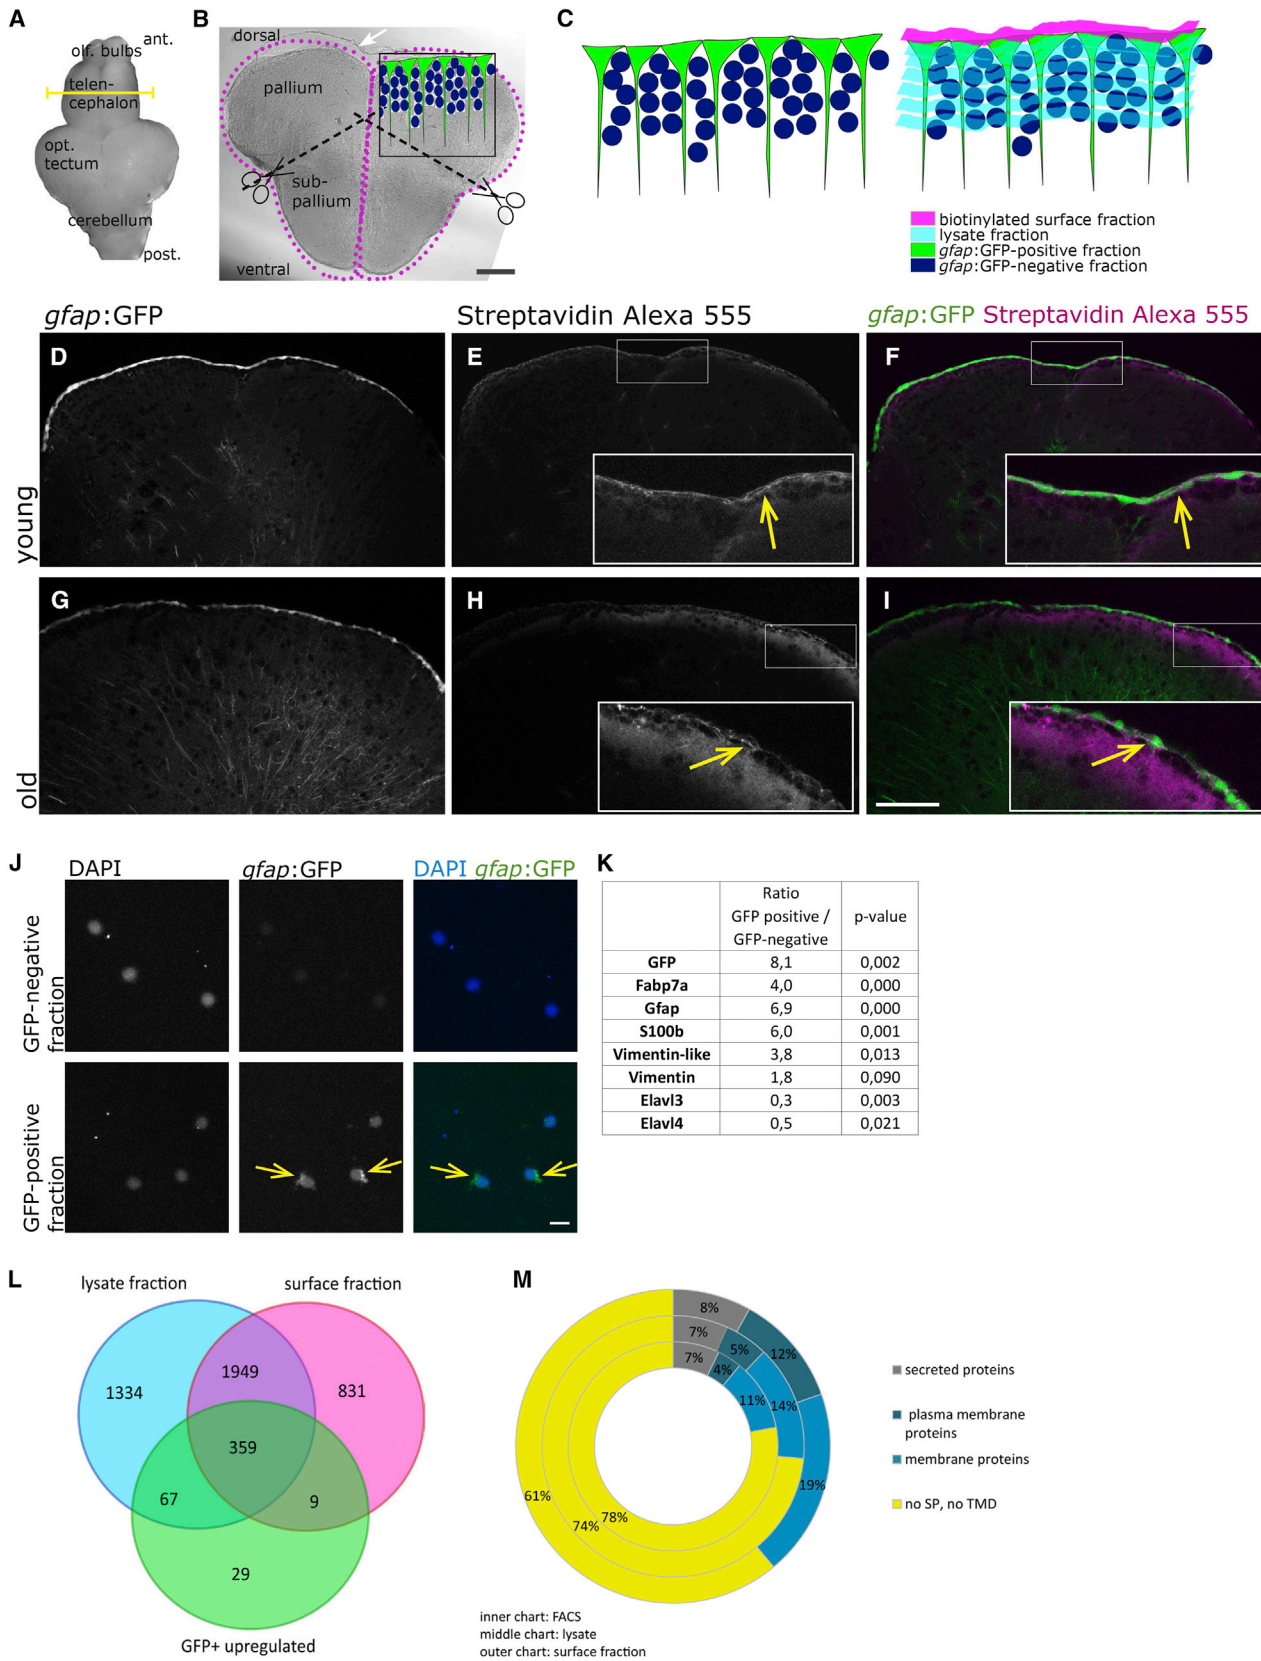 A
olf. bulbs
ant.
telen-
cephalon
opt.
tectum
cerebellum
post.
B
dorsal
pallium
sub-
pallium
ventral
C
biotinylated surface fraction
lysate fraction
gfap:GFP-positive fraction
gfap:GFP-negative fraction
gfap:GFP
Streptavidin Alexa 555
gfap:GFP Streptavidin Alexa 555
young
D
E
F
old
G
H
I
J
DAPI
gfap:GFP
DAPI gfap:GFP
GFP-negative
fraction
GFP-positive
fraction
K
Ratio
GFP positive /
GFP-negative
p-value
GFP 8,1 0,002
Fabp7a 4,0 0,000
Gfap 6,9 0,000
S100b 6,0 0,001
Vimentin-like 3,8 0,013
Vimentin 1,8 0,090
Elavl3 0,3 0,003
Elavl4 0,5 0,021
L
lysate fraction
surface fraction
1334
1949
831
359
67
9
29
GFP+ upregulated
M
8%
7%
7%
12%
5%
4%
19%
14%
11%
61%
74%
78%
secreted proteins
plasma membrane
proteins
membrane proteins
no SP, no TMD
inner chart: FACS
middle chart: lysate
outer chart: surface fraction